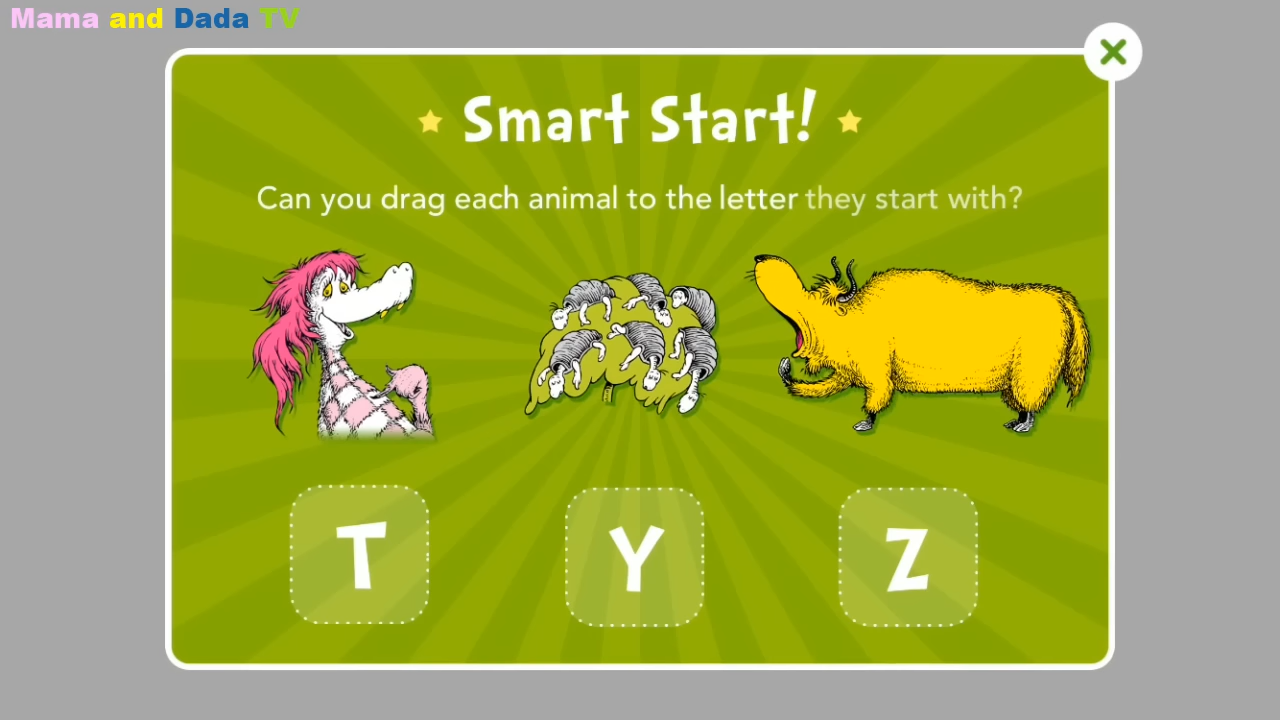 Mama and Dada TV
Smart Start!
Can you drag each animal to the letter they start with?
T Y Z